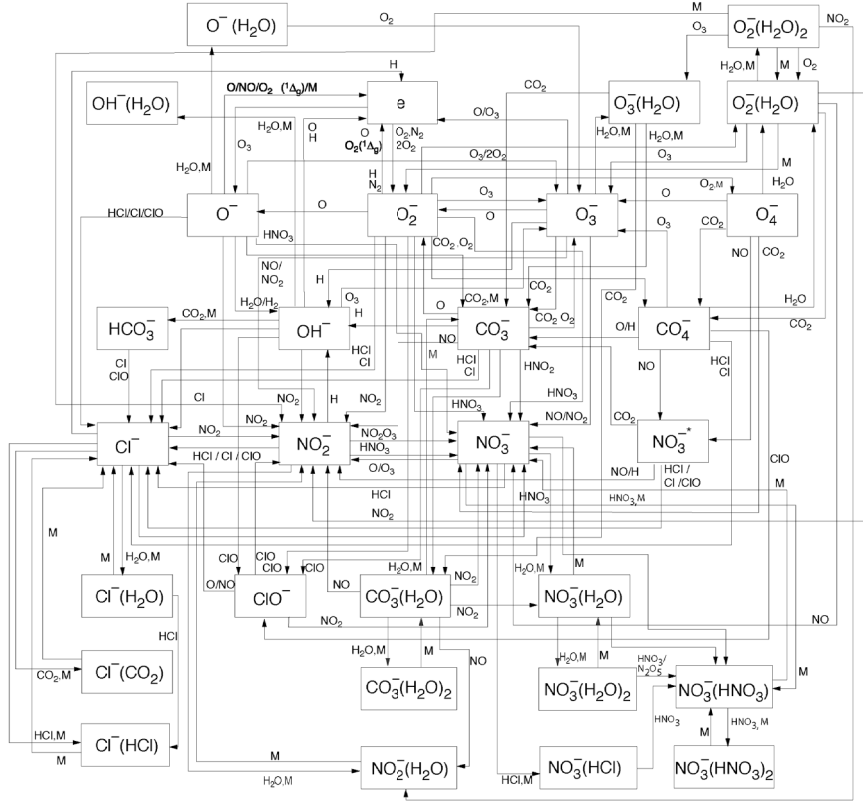 O⁻(H₂O)
O₂
M
O₂⁻(H₂O)₂
NO₂
O₃
H
H₂O,M
M
O₂
O/NO/O₂ (¹Δg)/M
e
CO₂
OH⁻(H₂O)
O₃⁻(H₂O)
O₂⁻(H₂O)
O/O₃
H₂O,M
O
H
O
O₂,N₂
O₂(¹Δg)
2O₂
H₂O,M
H₂O,M
O₃
H₂O,M
O₃/2O₂
O₃
M
H
N₂
O₂,M
H₂O
O₃
O
O⁻
O
O₂⁻
O
O₃⁻
O₄⁻
HCl/Cl/ClO
HNO₃
O₃
CO₂
CO₂,O₂
NO
CO₂
NO/
NO₂
H
CO₂
O₃
CO₂,M
H₂O/H₂
O
H₂O
HCO₃⁻
CO₂,M
OH⁻
H
CO₃⁻
CO₂ O₂
CO₄⁻
CO₂
O/H
NO
HCl
Cl
M
HCl
Cl
HNO₂
NO
HCl
Cl
Cl
ClO
Cl
NO₂
H
NO₂
HNO₃
HNO₃
NO₂
NO/NO₂
CO₂
Cl⁻
NO₂
NO₂⁻
NO₂O₃
HNO₃
NO₃⁻
NO₃⁻*
HCl / Cl / ClO
O/O₃
NO/H
HCl /
Cl /ClO
ClO
M
HCl
HNO₃
HNO₃,M
NO₂
M
M
H₂O,M
ClO
ClO
ClO
ClO
H₂O,M
H₂O,M
M
O/NO
NO
NO₂
Cl⁻(H₂O)
ClO⁻
CO₃⁻(H₂O)
NO₂
NO₃⁻(H₂O)
NO
NO₂
HCl
H₂O,M
M
NO
H₂O,M
M
HNO₃/
N₂O₅
M
CO₂,M
Cl⁻(CO₂)
CO₃⁻(H₂O)₂
NO₃⁻(H₂O)₂
NO₃⁻(HNO₃)
HNO₃
M
HNO₃,M
HCl,M
Cl⁻(HCl)
M
M
H₂O,M
NO₂⁻(H₂O)
HCl,M
NO₃⁻(HCl)
NO₃⁻(HNO₃)₂